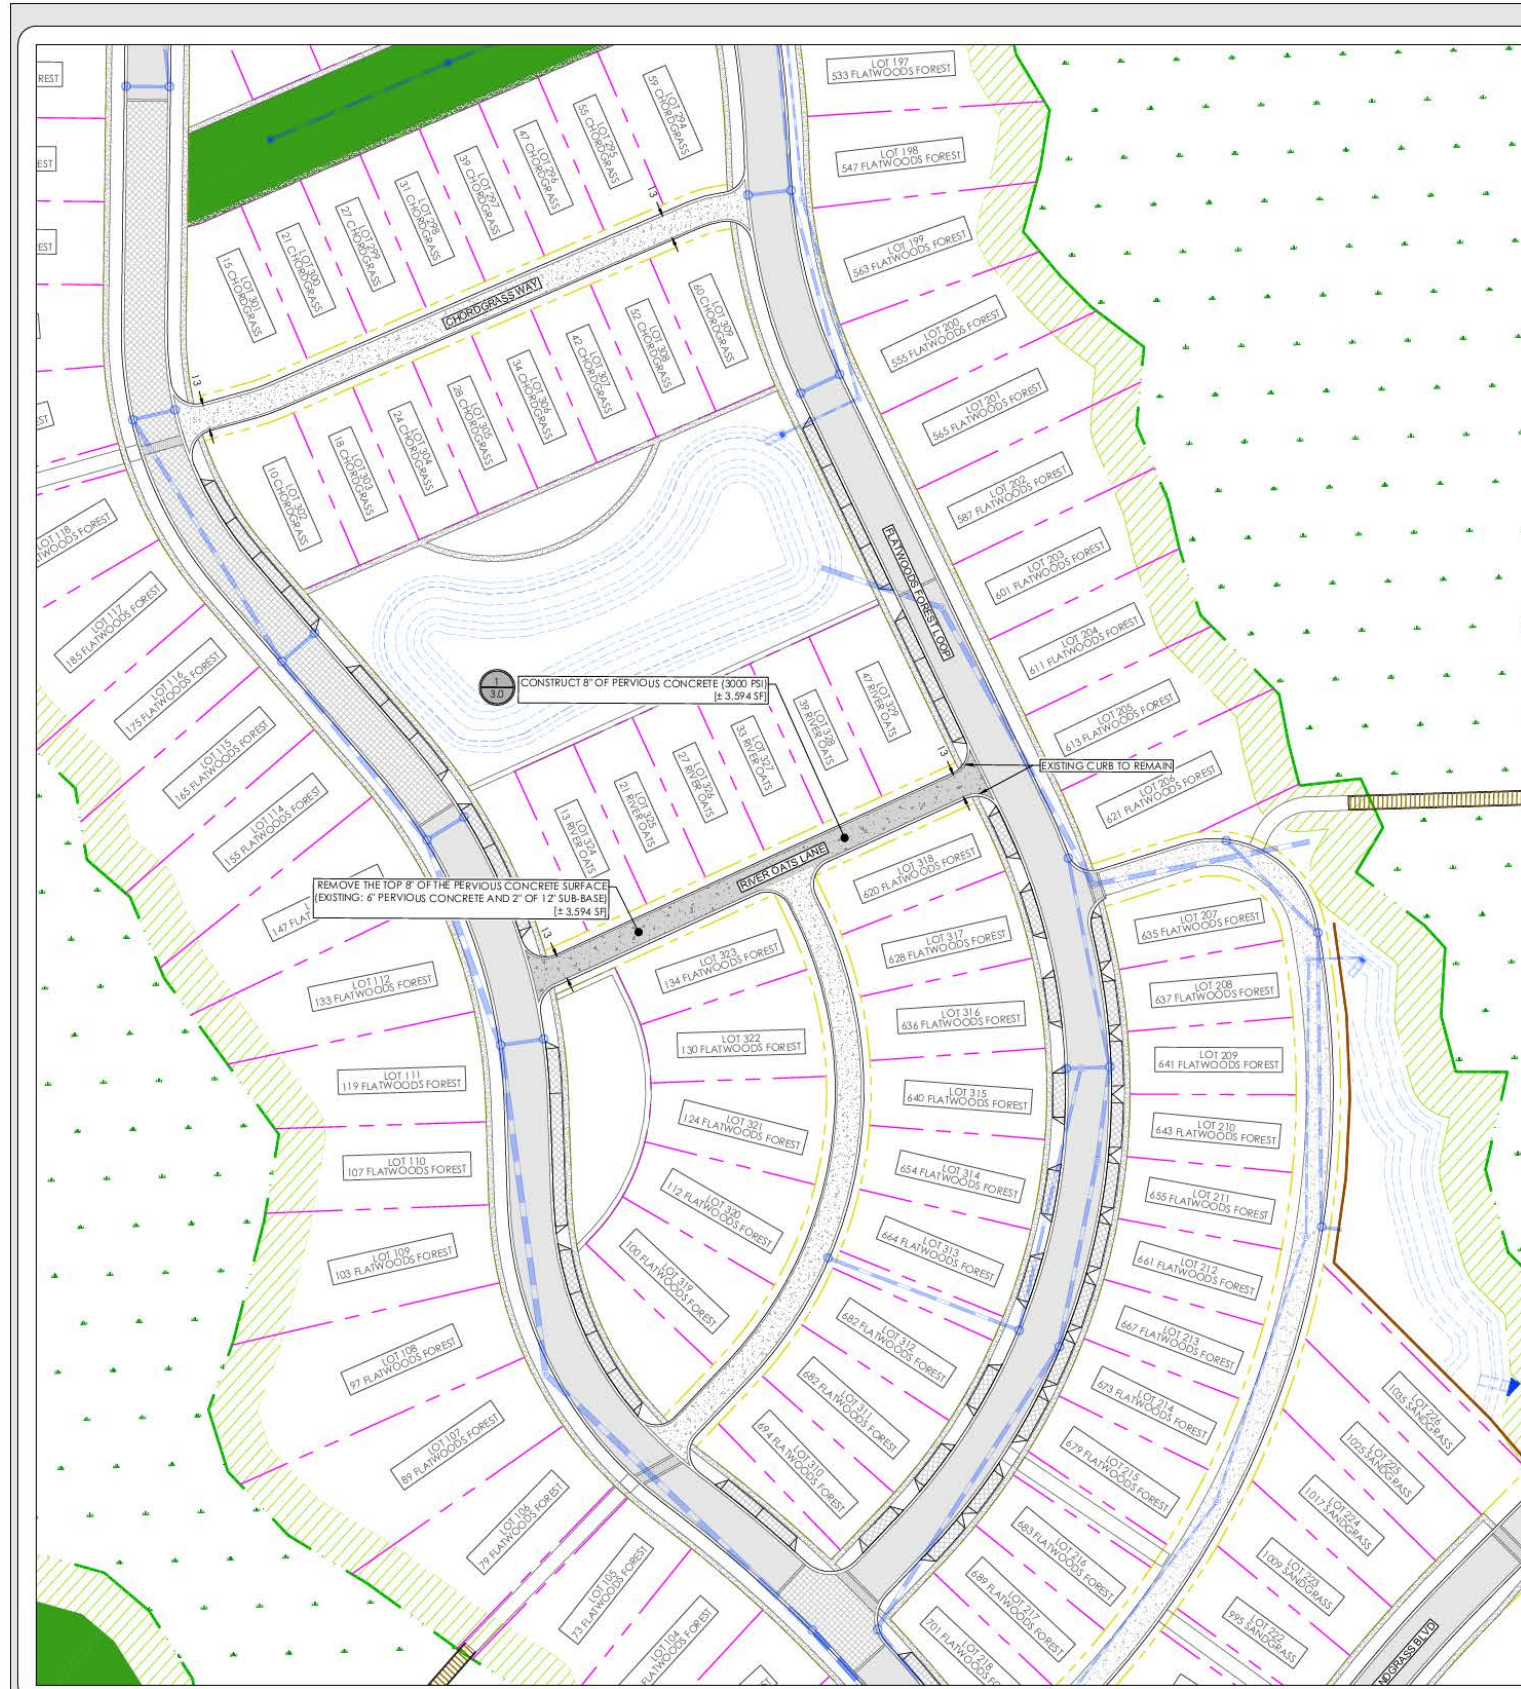 REST
LOT 197
533 FLATWOODS FOREST
LOT 294
59 CHORDGRASS
LOT 295
55 CHORDGRASS
LOT 296
47 CHORDGRASS
LOT 297
39 CHORDGRASS
LOT 298
31 CHORDGRASS
LOT 299
27 CHORDGRASS
LOT 300
21 CHORDGRASS
LOT 301
15 CHORDGRASS
EST
LOT 198
547 FLATWOODS FOREST
13
EST
LOT 199
563 FLATWOODS FOREST
CHORDGRASS WAY
LOT 309
60 CHORDGRASS
LOT 308
52 CHORDGRASS
LOT 307
42 CHORDGRASS
LOT 306
34 CHORDGRASS
LOT 305
28 CHORDGRASS
LOT 304
24 CHORDGRASS
LOT 303
18 CHORDGRASS
LOT 302
10 CHORDGRASS
13
ST
LOT 200
555 FLATWOODS FOREST
LOT 201
565 FLATWOODS FOREST
LOT 202
587 FLATWOODS FOREST
LOT 118
TWOODS FOREST
FLATWOODS FOREST LOOP
LOT 203
601 FLATWOODS FOREST
LOT 117
185 FLATWOODS FOREST
LOT 204
611 FLATWOODS FOREST
LOT 116
175 FLATWOODS FOREST
1
3.0
CONSTRUCT 8" OF PERVIOUS CONCRETE (3000 PSI)
[± 3,594 SF]
LOT 329
47 RIVER OATS
LOT 328
39 RIVER OATS
LOT 327
33 RIVER OATS
LOT 326
27 RIVER OATS
LOT 325
21 RIVER OATS
LOT 324
13 RIVER OATS
LOT 205
613 FLATWOODS FOREST
LOT 115
165 FLATWOODS FOREST
13
EXISTING CURB TO REMAIN
LOT 206
621 FLATWOODS FOREST
LOT 114
155 FLATWOODS FOREST
RIVER OATS LANE
LOT 318
620 FLATWOODS FOREST
REMOVE THE TOP 8" OF THE PERVIOUS CONCRETE SURFACE
(EXISTING: 6" PERVIOUS CONCRETE AND 2" OF 12" SUB-BASE)
[± 3,594 SF]
147 FLAT
13
LOT 207
635 FLATWOODS FOREST
LOT 317
628 FLATWOODS FOREST
LOT 323
134 FLATWOODS FOREST
LOT 112
133 FLATWOODS FOREST
LOT 208
637 FLATWOODS FOREST
LOT 316
636 FLATWOODS FOREST
LOT 322
130 FLATWOODS FOREST
LOT 209
641 FLATWOODS FOREST
LOT 111
119 FLATWOODS FOREST
LOT 315
640 FLATWOODS FOREST
LOT 321
124 FLATWOODS FOREST
LOT 210
643 FLATWOODS FOREST
LOT 110
107 FLATWOODS FOREST
LOT 314
654 FLATWOODS FOREST
LOT 320
112 FLATWOODS FOREST
LOT 211
655 FLATWOODS FOREST
LOT 109
103 FLATWOODS FOREST
LOT 313
664 FLATWOODS FOREST
LOT 319
100 FLATWOODS FOREST
LOT 212
661 FLATWOODS FOREST
LOT 108
97 FLATWOODS FOREST
LOT 312
682 FLATWOODS FOREST
LOT 213
667 FLATWOODS FOREST
LOT 311
682 FLATWOODS FOREST
LOT 214
673 FLATWOODS FOREST
LOT 226
1035 SANDGRASS
LOT 107
89 FLATWOODS FOREST
LOT 310
694 FLATWOODS FOREST
LOT 215
679 FLATWOODS FOREST
LOT 225
1025 SANDGRASS
LOT 106
79 FLATWOODS FOREST
LOT 224
1017 SANDGRASS
LOT 216
683 FLATWOODS FOREST
LOT 105
73 FLATWOODS FOREST
LOT 223
1009 SANDGRASS
LOT 217
689 FLATWOODS FOREST
LOT 222
995 SANDGRASS
LOT 104
FLATWOODS FOREST
LOT 218
701 FLATWOODS FOREST
NDGRASS BLVD